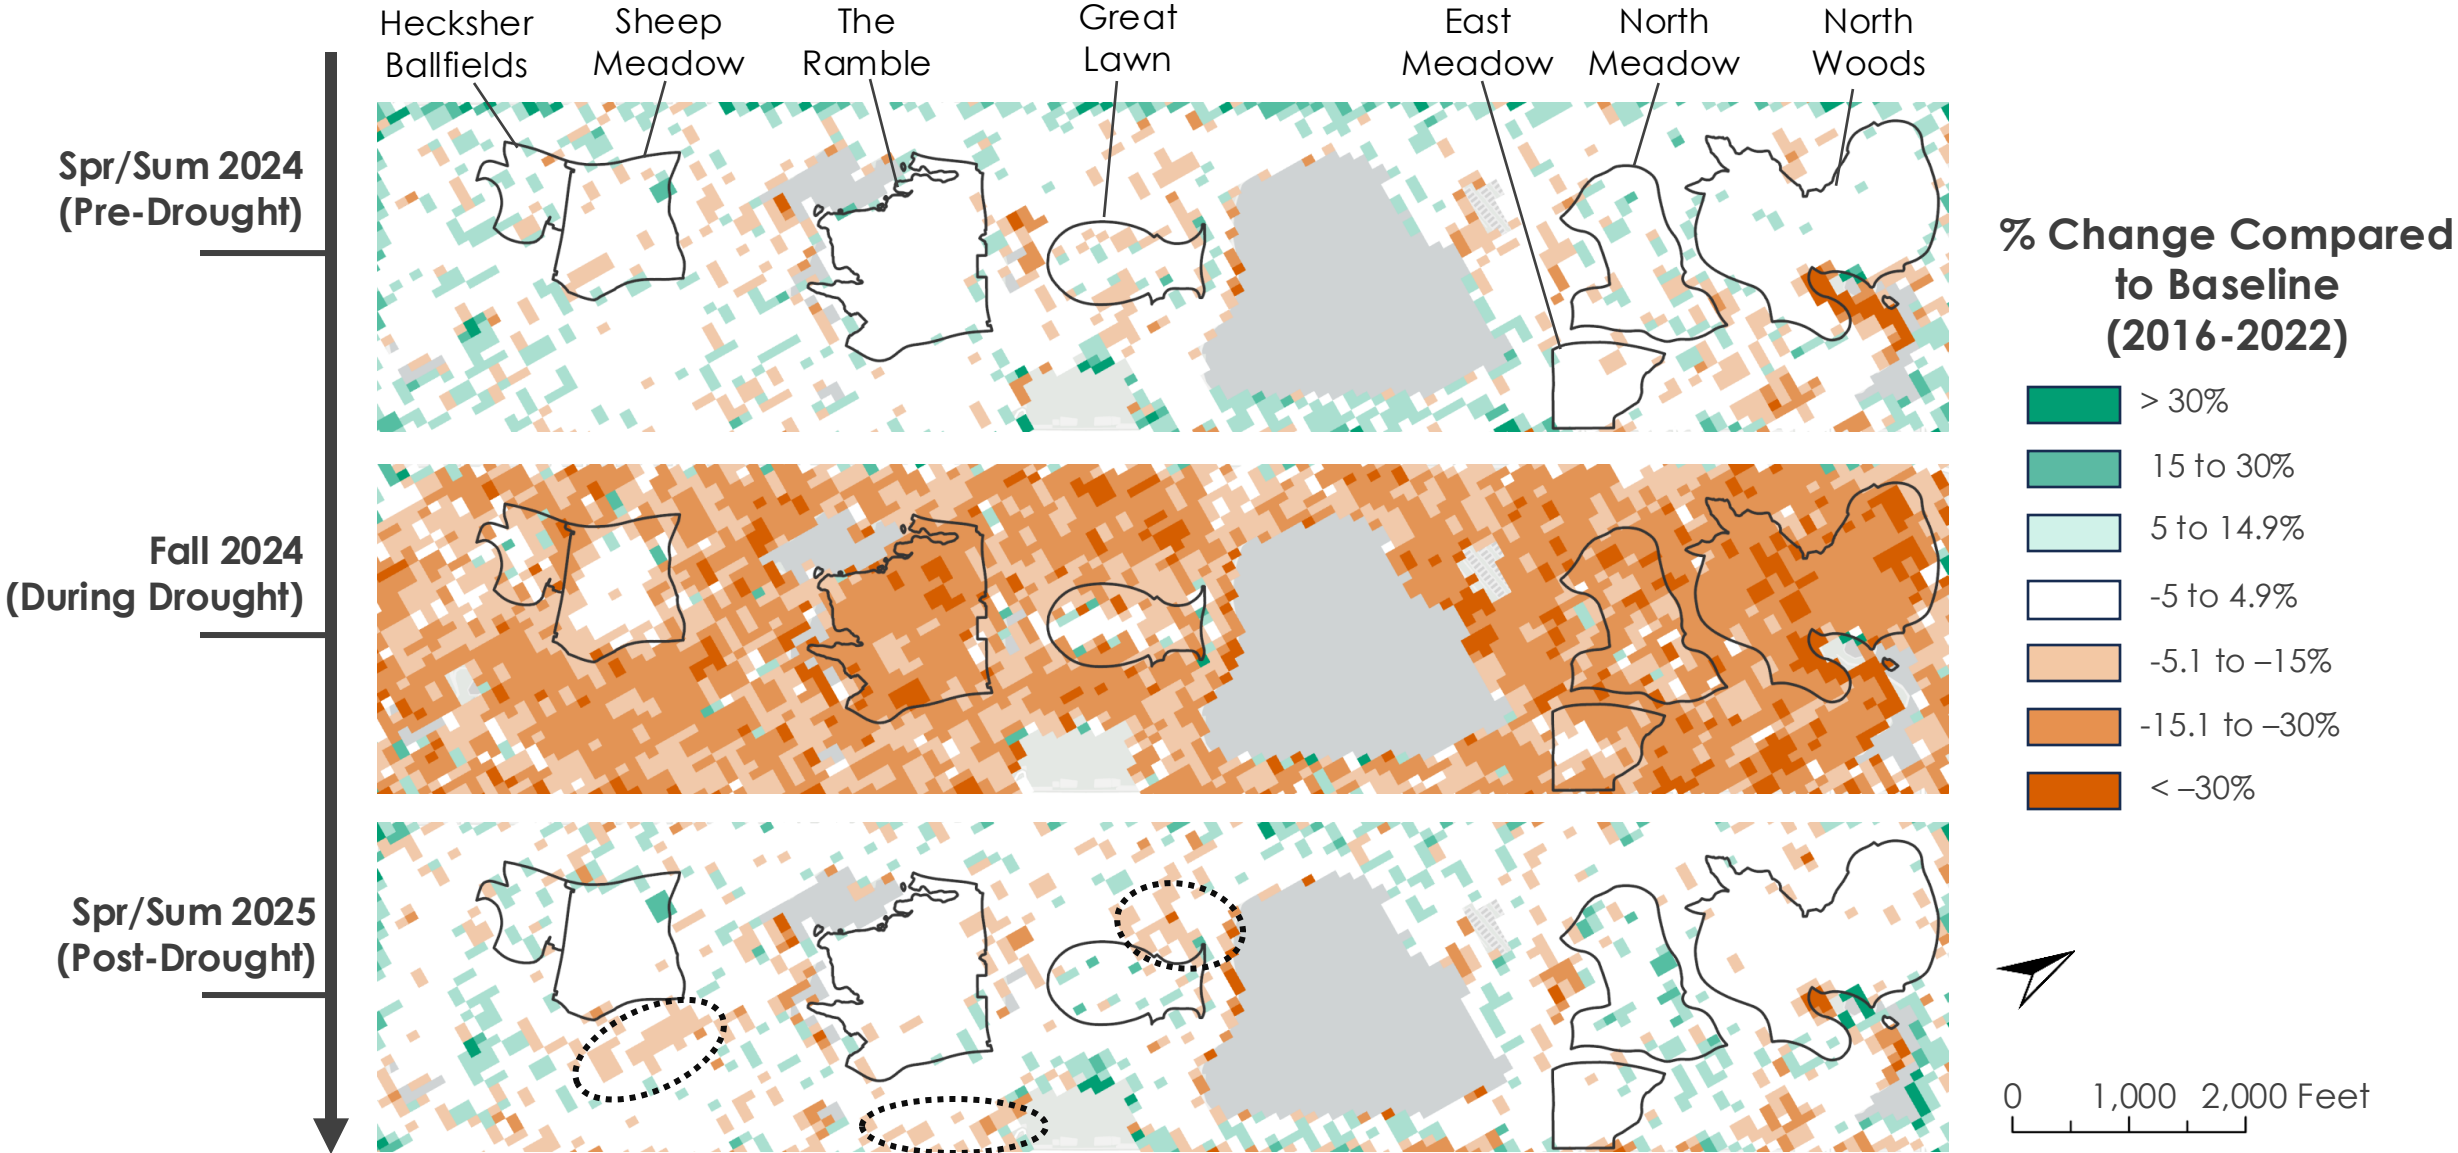 Hecksher
Ballfields
Sheep
Meadow
The
Ramble
Great
Lawn
East
Meadow
North
Meadow
North
Woods
Spr/Sum 2024
(Pre-Drought)
Fall 2024
(During Drought)
Spr/Sum 2025
(Post-Drought)
% Change Compared
to Baseline
(2016-2022)
> 30%
15 to 30%
5 to 14.9%
-5 to 4.9%
-5.1 to –15%
-15.1 to –30%
< –30%
0 1,000 2,000 Feet